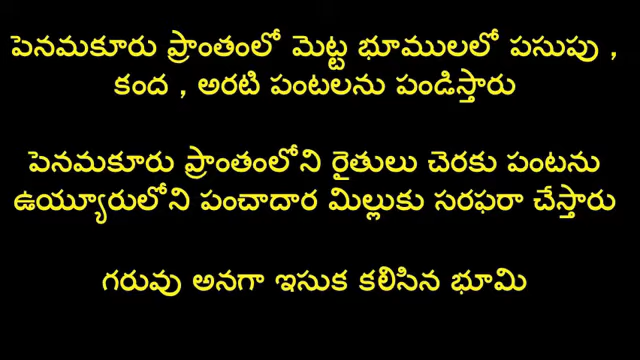 పెనమకూరు ప్రాంతంలో మెట్ట భూములలో పసుపు ,
కంద , అరటి పంటలను పండిస్తారు
పెనమకూరు ప్రాంతంలోని రైతులు చెరకు పంటను
ఉయ్యూరులోని పంచాదార మిల్లుకు సరఫరా చేస్తారు
గరువు అనగా ఇసుక కలిసిన భూమి